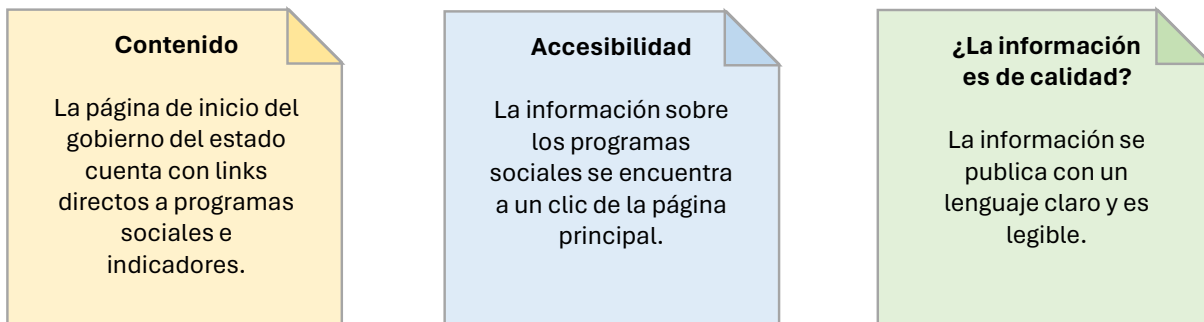 Contenido
La página de inicio del
gobierno del estado
cuenta con links
directos a programas
sociales e
indicadores.
Accesibilidad
La información sobre
los programas
sociales se encuentra
a un clic de la página
principal.
¿La información
es de calidad?
La información se
publica con un
lenguaje claro y es
legible.